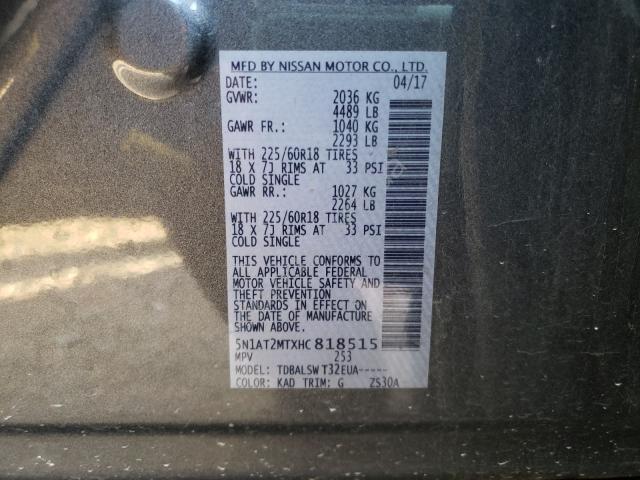 MFD BY NISSAN MOTOR CO., LTD.
DATE: 04/17
GVWR: 2036 KG
4489 LB
GAWR FR.: 1040 KG
2293 LB
WITH 225/60R18 TIRES
18 X 7J RIMS AT 33 PSI
COLD SINGLE
GAWR RR.: 1027 KG
2264 LB
WITH 225/60R18 TIRES
18 X 7J RIMS AT 33 PSI
COLD SINGLE
THIS VEHICLE CONFORMS TO
ALL APPLICABLE FEDERAL
MOTOR VEHICLE SAFETY AND
THEFT PREVENTION
STANDARDS IN EFFECT ON
THE DATE OF MANUFACTURE
SHOWN ABOVE.
5N1AT2MTXHC818515
MPV 253
MODEL: TDBALSW T32EUA-----
COLOR: KAD TRIM: G ZS30A